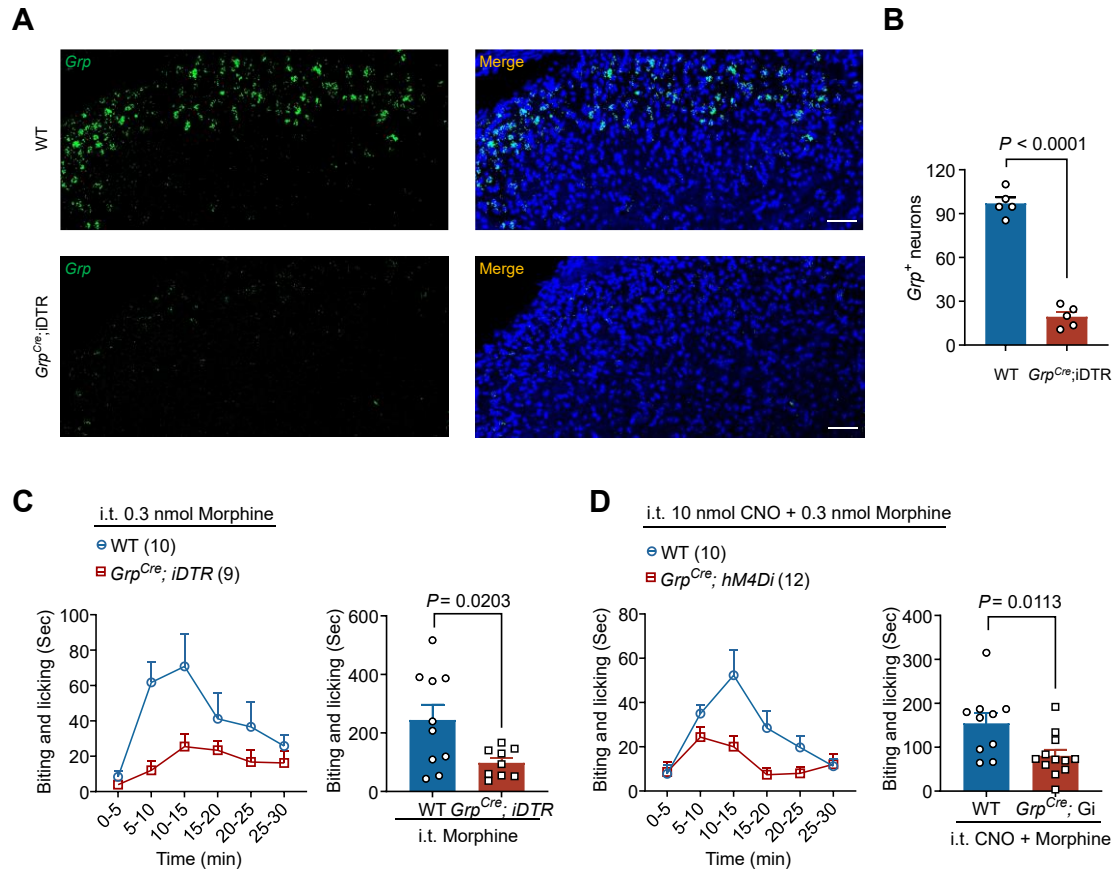 A
Grp
Merge
WT
Grp
Merge
GrpCre;iDTR
B
P < 0.0001
120
90
60
30
0
Grp+ neurons
WT GrpCre;iDTR
C
i.t. 0.3 nmol Morphine
WT (10)
GrpCre; iDTR (9)
100
80
60
40
20
0
Biting and licking (Sec)
0-5 5-10 10-15 15-20 20-25 25-30
Time (min)
P = 0.0203
600
400
200
0
Biting and licking (Sec)
WT GrpCre; iDTR
i.t. Morphine
D
i.t. 10 nmol CNO + 0.3 nmol Morphine
WT (10)
GrpCre; hM4Di (12)
80
60
40
20
0
Biting and licking (Sec)
0-5 5-10 10-15 15-20 20-25 25-30
Time (min)
P = 0.0113
400
300
200
100
0
Biting and licking (Sec)
WT GrpCre; Gi
i.t. CNO + Morphine